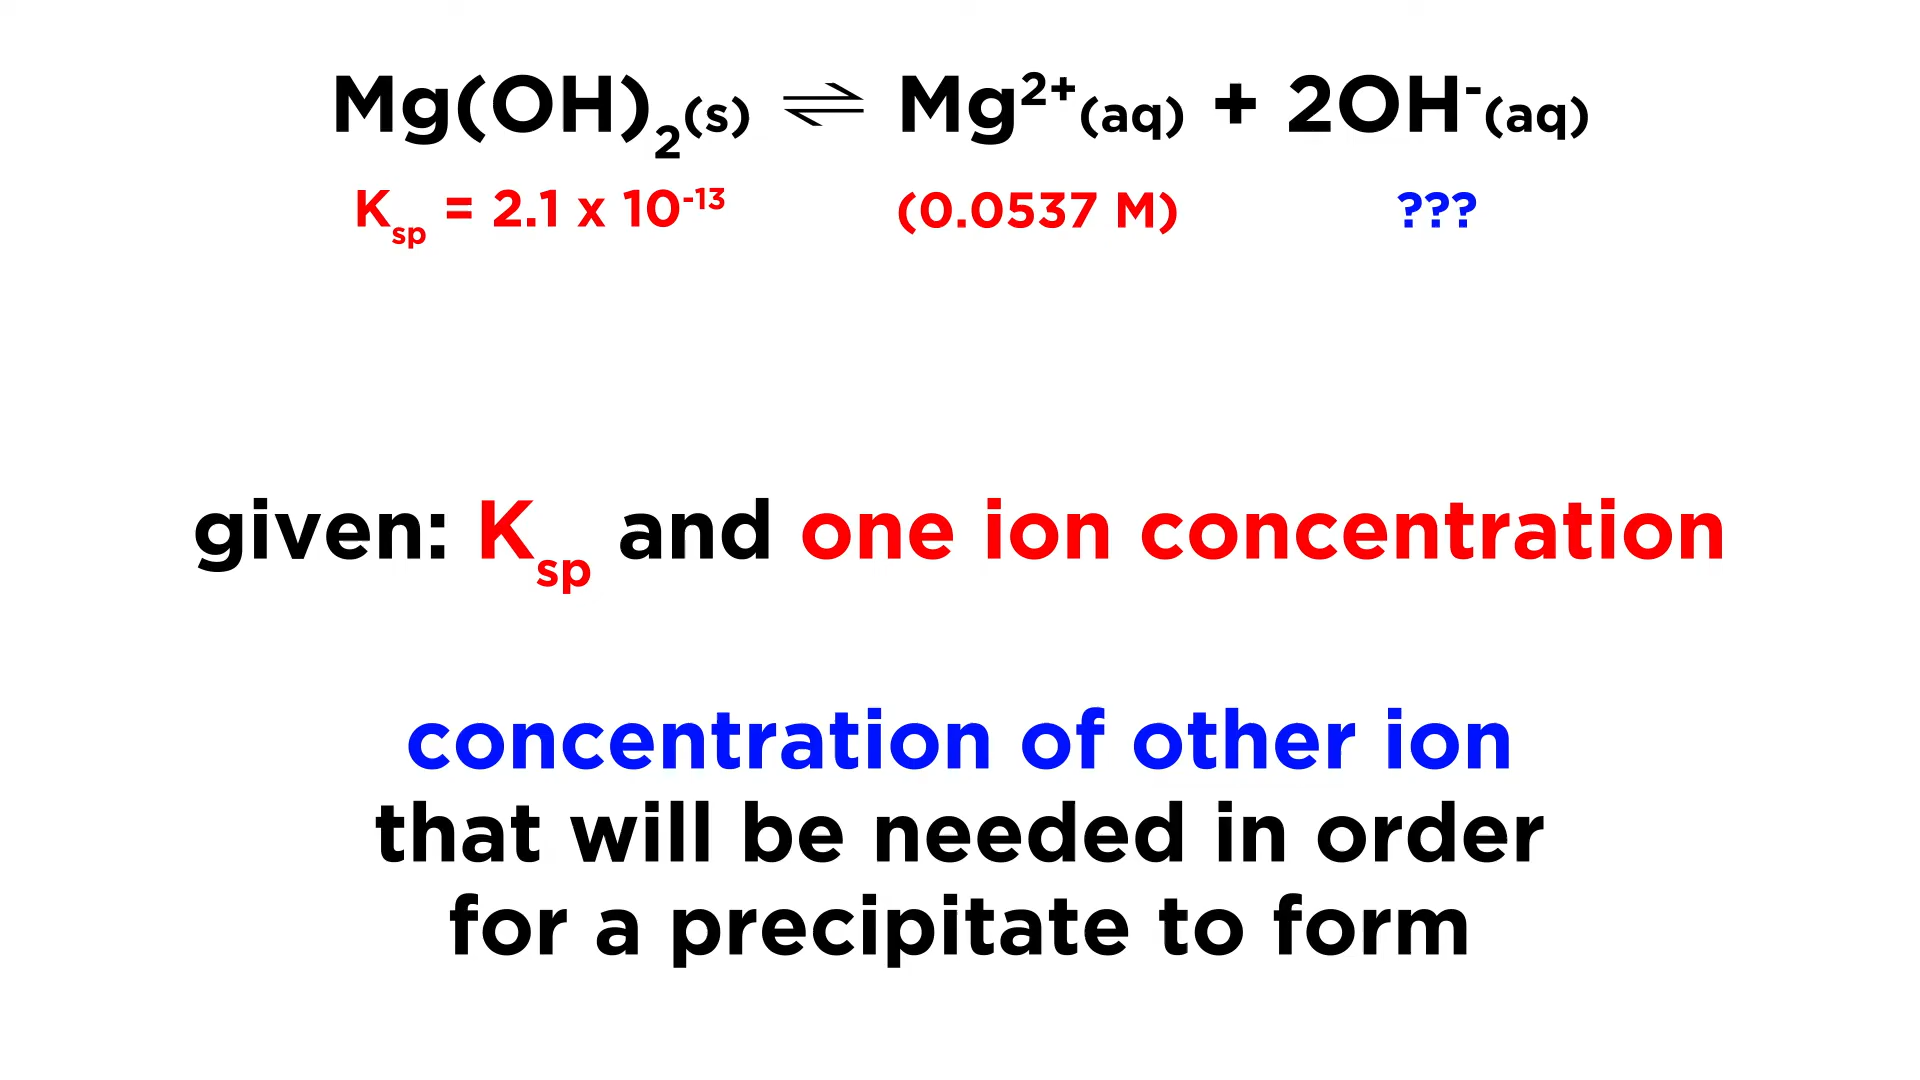 Mg(OH)₂(s) ⇌ Mg²⁺(aq) + 2OH⁻(aq)
Kₛₚ = 2.1 x 10⁻¹³ (0.0537 M) ???
given: Kₛₚ and one ion concentration
concentration of other ion
that will be needed in order
for a precipitate to form